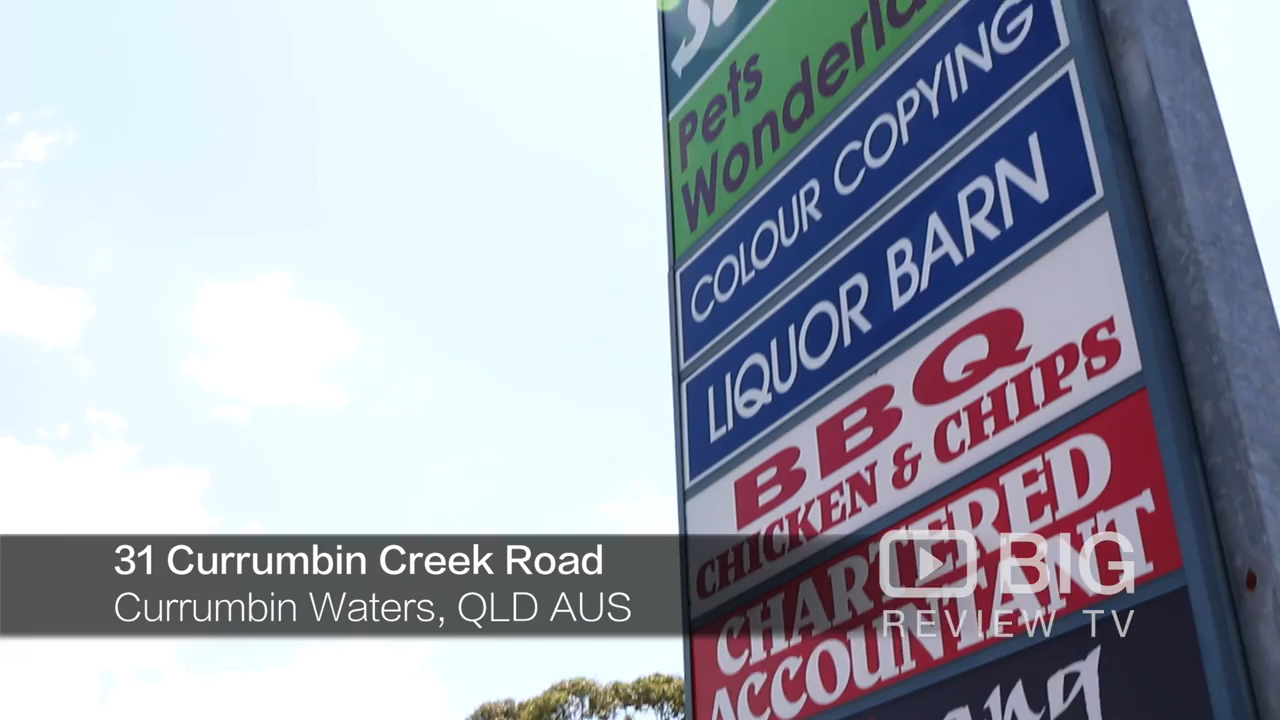 Pets
Wonderla
COLOUR COPYING
LIQUOR BARN
BBQ
CHICKEN & CHIPS
CHARTERED
ACCOUNTANT
31 Currumbin Creek Road
Currumbin Waters, QLD AUS
BIG
REVIEW TV